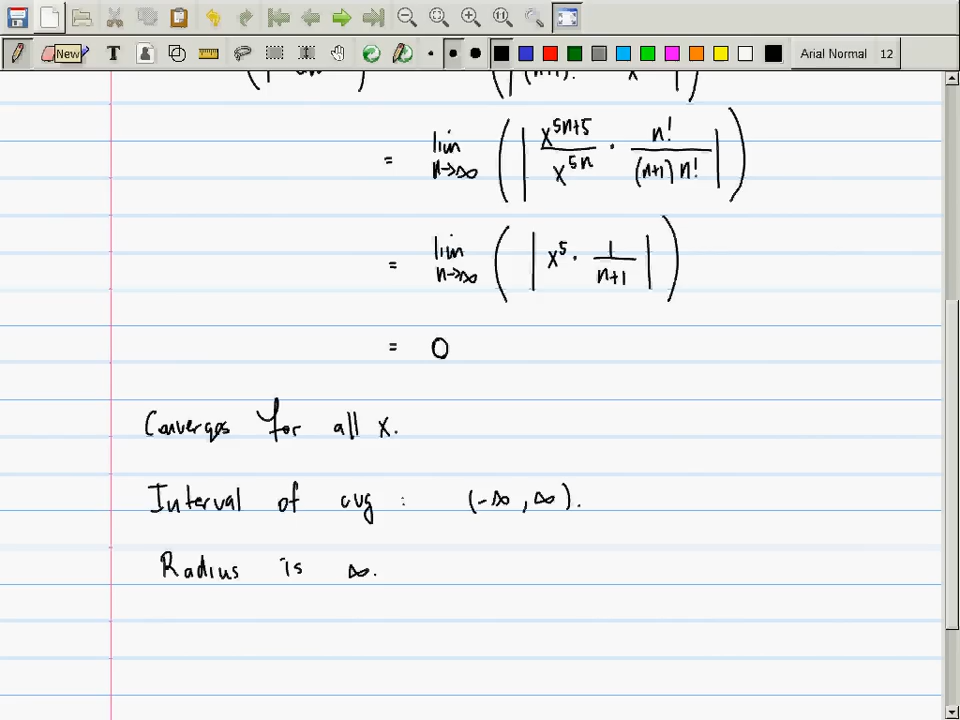 New T Arial Normal 12
= lim n→∞ ( | x^{5n+5} / x^{5n} · n! / (n+1) n! | )
= lim n→∞ ( | x^5 · 1 / n+1 | )
= 0
Converges for all x.
Interval of cvg : (-∞, ∞).
Radius is ∞.